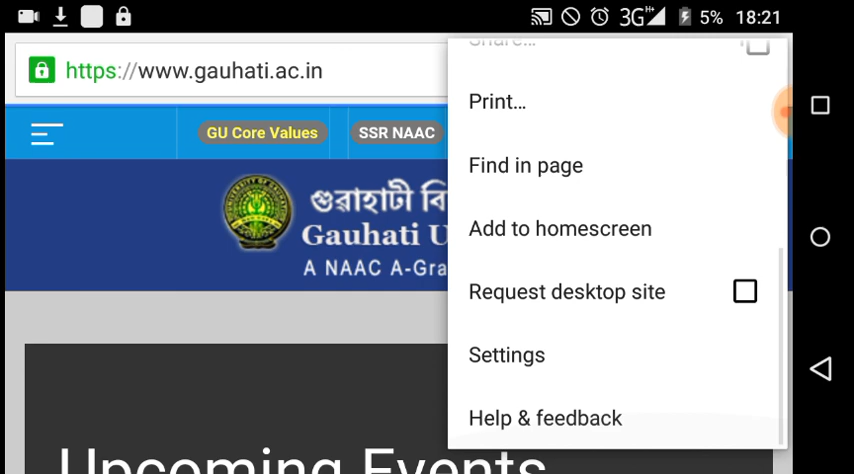 3G H+ 5% 18:21
https://www.gauhati.ac.in
GU Core Values SSR NAAC
গুৱাহাটী বি
Gauhati U
A NAAC A-Gra
Upcoming Events
Share...
Print...
Find in page
Add to homescreen
Request desktop site
Settings
Help & feedback